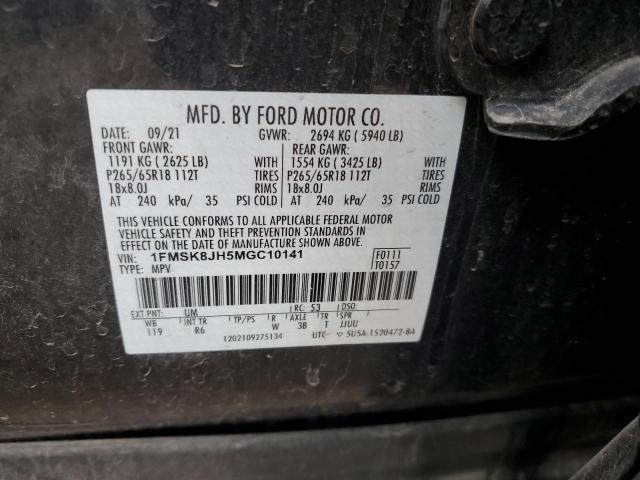 MFD. BY FORD MOTOR CO.
DATE: 09/21 GVWR: 2694 KG ( 5940 LB)
FRONT GAWR: REAR GAWR:
1191 KG ( 2625 LB) WITH 1554 KG ( 3425 LB) WITH
P265/65R18 112T TIRES P265/65R18 112T TIRES
18x8.0J RIMS 18x8.0J RIMS
AT 240 kPa/ 35 PSI COLD AT 240 kPa/ 35 PSI COLD
THIS VEHICLE CONFORMS TO ALL APPLICABLE FEDERAL MOTOR
VEHICLE SAFETY AND THEFT PREVENTION STANDARDS IN
EFFECT ON THE DATE OF MANUFACTURE SHOWN ABOVE.
VIN: 1FMSK8JH5MGC10141 F0111
TYPE: MPV T0157
EXT PNT: UM RC: 53 DSO:
WB INT TR TP/PS R AXLE TR SPR
119 R6 W 3B T JJUU
1202109275134 UTC ▽ 5U5A-1520472-BA